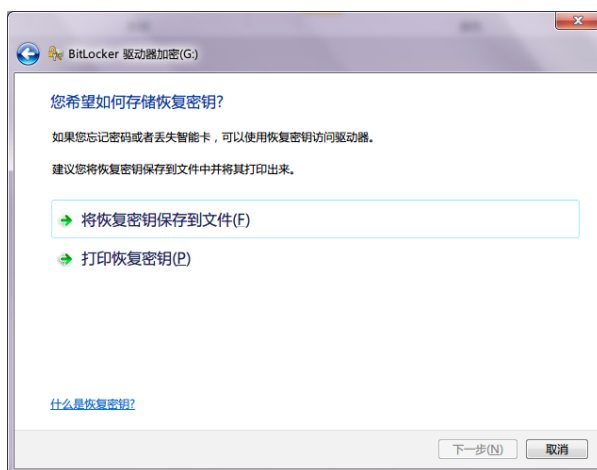 BitLocker 驱动器加密(G:)
您希望如何存储恢复密钥?
如果您忘记密码或者丢失智能卡，可以使用恢复密钥访问驱动器。
建议您将恢复密钥保存到文件中并将其打印出来。
将恢复密钥保存到文件(F)
打印恢复密钥(P)
什么是恢复密钥?
下一步(N)
取消